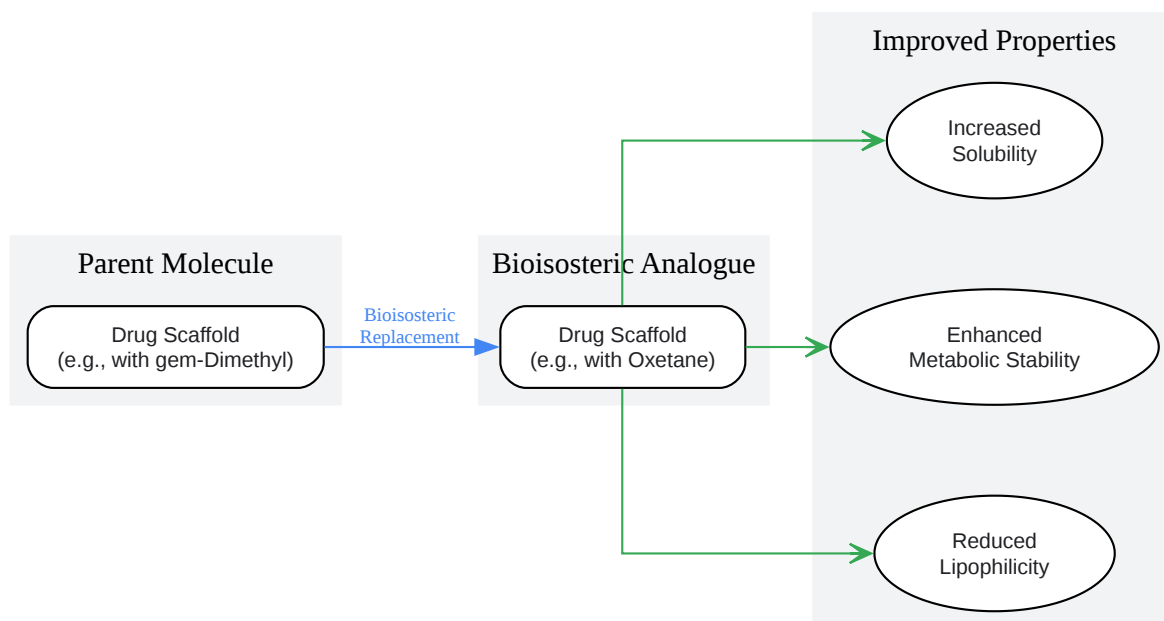 Improved Properties
Increased
Solubility
Parent Molecule
Drug Scaffold
(e.g., with gem-Dimethyl)
Bioisosteric
Replacement
Bioisosteric Analogue
Drug Scaffold
(e.g., with Oxetane)
Enhanced
Metabolic Stability
Reduced
Lipophilicity